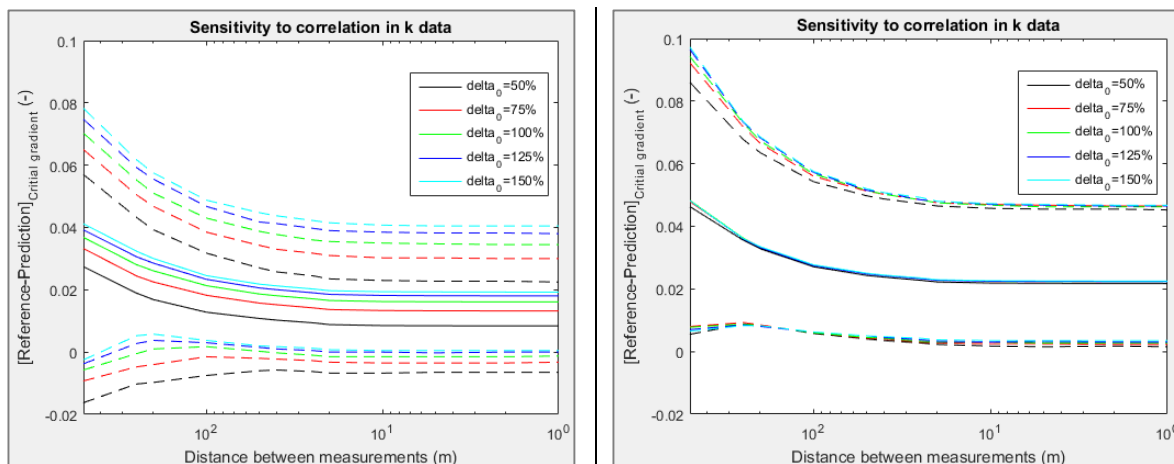 Sensitivity to correlation in k data
[Reference-Prediction]Critial gradient (-)
0.1
0.08
0.06
0.04
0.02
0
-0.02
delta0=50%
delta0=75%
delta0=100%
delta0=125%
delta0=150%
10^2
10^1
10^0
Distance between measurements (m)
Sensitivity to correlation in k data
[Reference-Prediction]Critial gradient (-)
0.1
0.08
0.06
0.04
0.02
0
-0.02
delta0=50%
delta0=75%
delta0=100%
delta0=125%
delta0=150%
10^2
10^1
10^0
Distance between measurements (m)